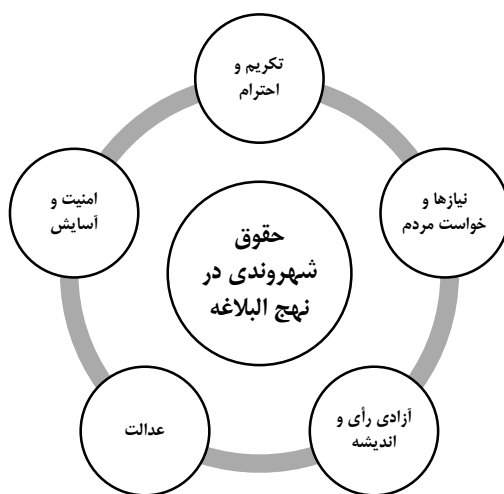 تکریم و
احترام
نیازها و
خواست مردم
آزادی رأی و
اندیشه
عدالت
امنیت و
آسایش
حقوق
شهروندی در
نهج البلاغه